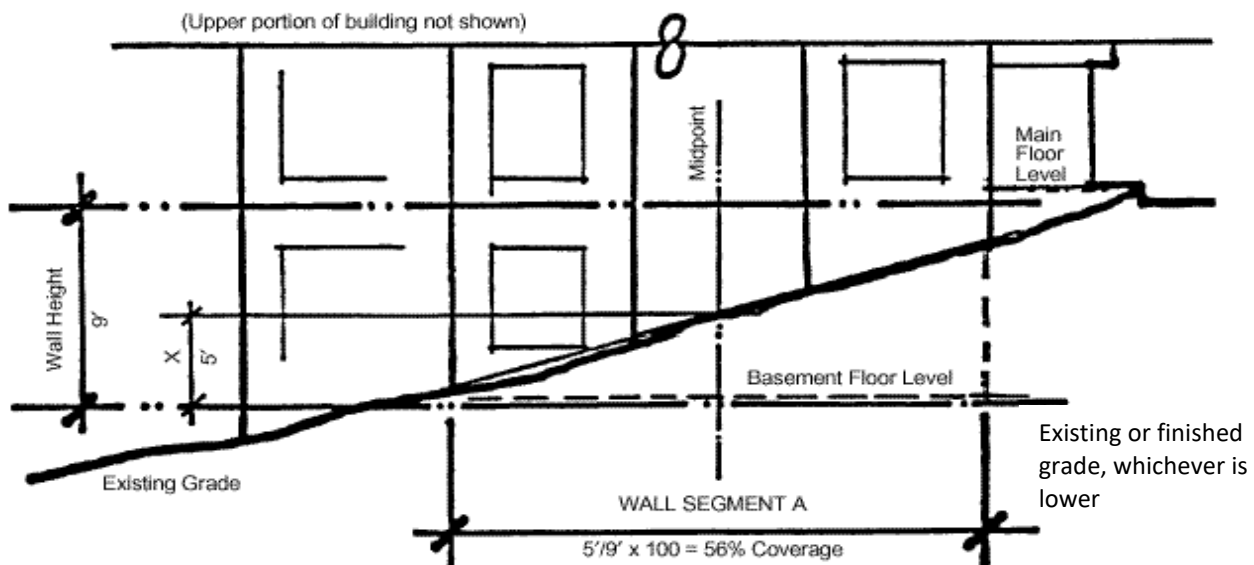 (Upper portion of building not shown)
8
Midpoint
Main
Floor
Level
Wall Height
9'
X
5'
Basement Floor Level
Existing or finished
grade, whichever is
lower
Existing Grade
WALL SEGMENT A
5'/9' x 100 = 56% Coverage